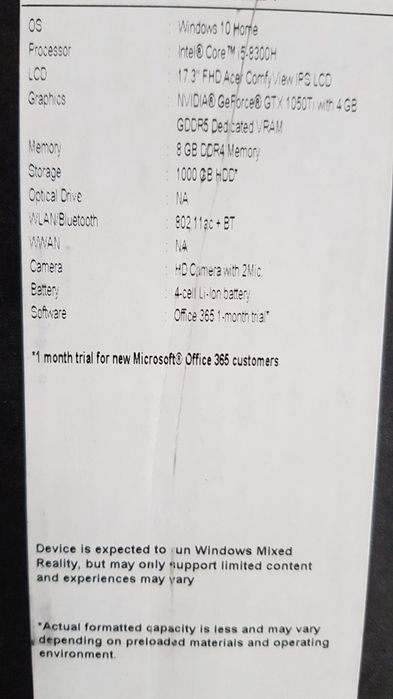 OS : Windows 10 Home
Processor : Intel® Core™ i5-8300H
LCD : 17.3" FHD Acer ComfyView IPS LCD
Graphics : NVIDIA® GeForce® GTX 1050Ti with 4 GB
GDDR5 Dedicated VRAM
Memory : 8 GB DDR4 Memory
Storage : 1000 GB HDD*
Optical Drive : NA
WLAN/Bluetooth : 802.11ac + BT
WWAN : NA
Camera : HD Camera with 2Mic.
Battery : 4-cell Li-Ion battery
Software : Office 365 1-month trial*
*1 month trial for new Microsoft® Office 365 customers
Device is expected to run Windows Mixed
Reality, but may only support limited content
and experiences may vary
*Actual formatted capacity is less and may vary
depending on preloaded materials and operating
environment.